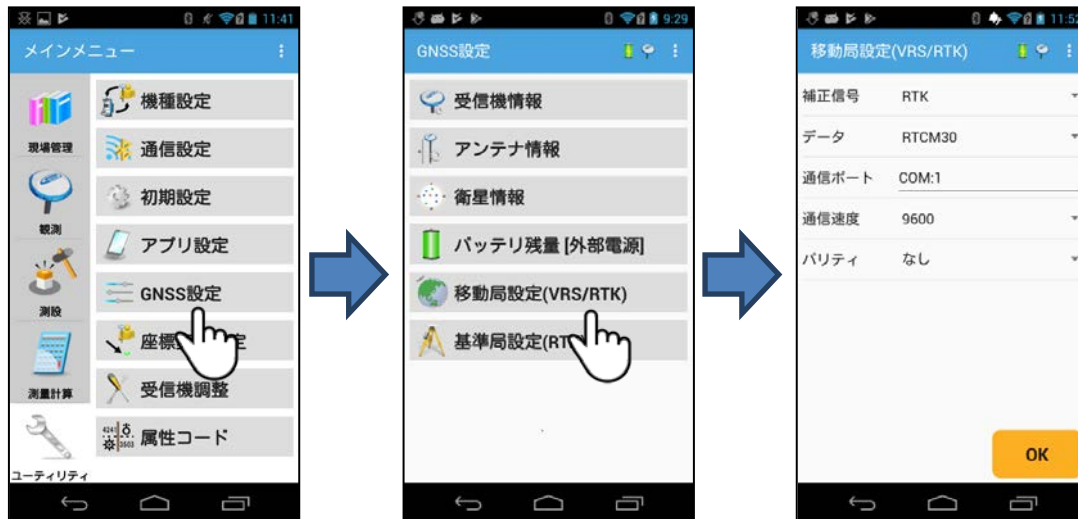 11:41
メインメニュー
現場管理
観測
測設
測量計算
ユーティリティ
機種設定
通信設定
初期設定
アプリ設定
GNSS設定
座標
定
受信機調整
4241
3503
属性コード
9:29
GNSS設定
受信機情報
アンテナ情報
衛星情報
バッテリ残量 [外部電源]
移動局設定(VRS/RTK)
基準局設定(RT
11:52
移動局設定(VRS/RTK)
補正信号 RTK
データ RTCM30
通信ポート COM:1
通信速度 9600
パリティ なし
OK